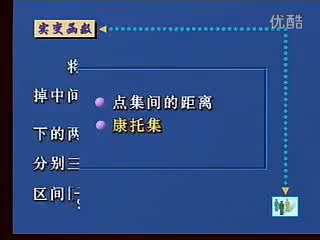 实变函数
优酷
将
掉中间
点集间的距离
康托集
下的两
分别三
区间[